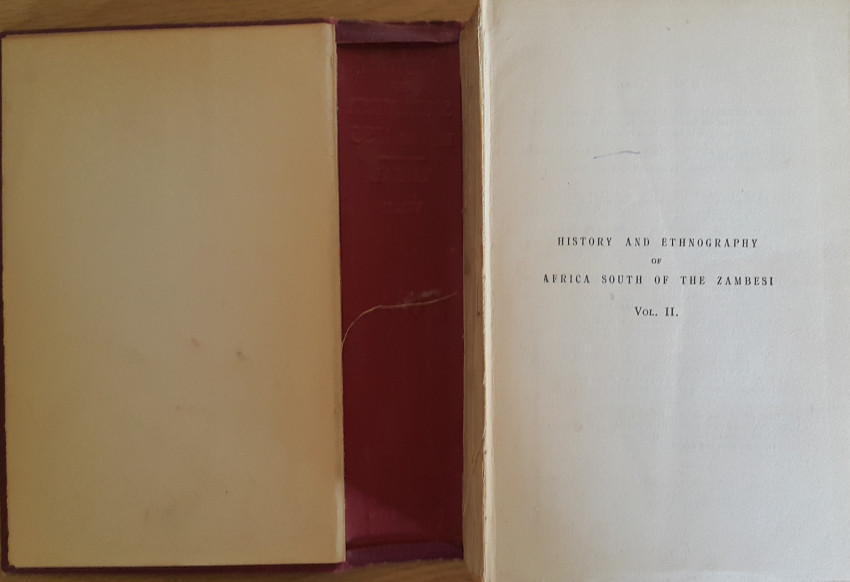 HISTORY AND ETHNOGRAPHY
OF
AFRICA SOUTH OF THE ZAMBESI
VOL. II.